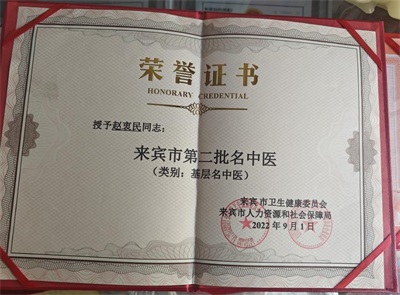 荣誉证书
HONORARY CREDENTIAL
授予赵衷民同志：
来宾市第二批名中医
（类别：基层名中医）
来宾市卫生健康委员会
来宾市人力资源和社会保障局
2022年9月1日